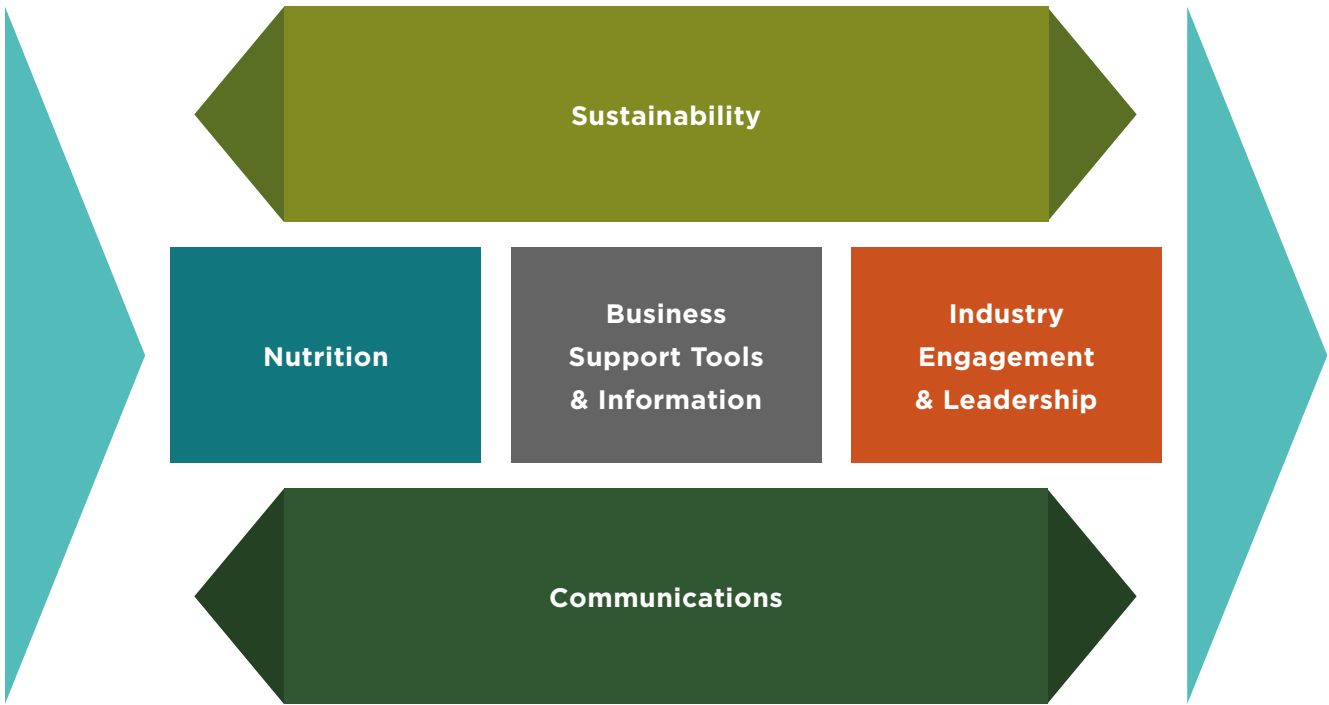 Sustainability
Nutrition
Business
Support Tools
& Information
Industry
Engagement
& Leadership
Communications